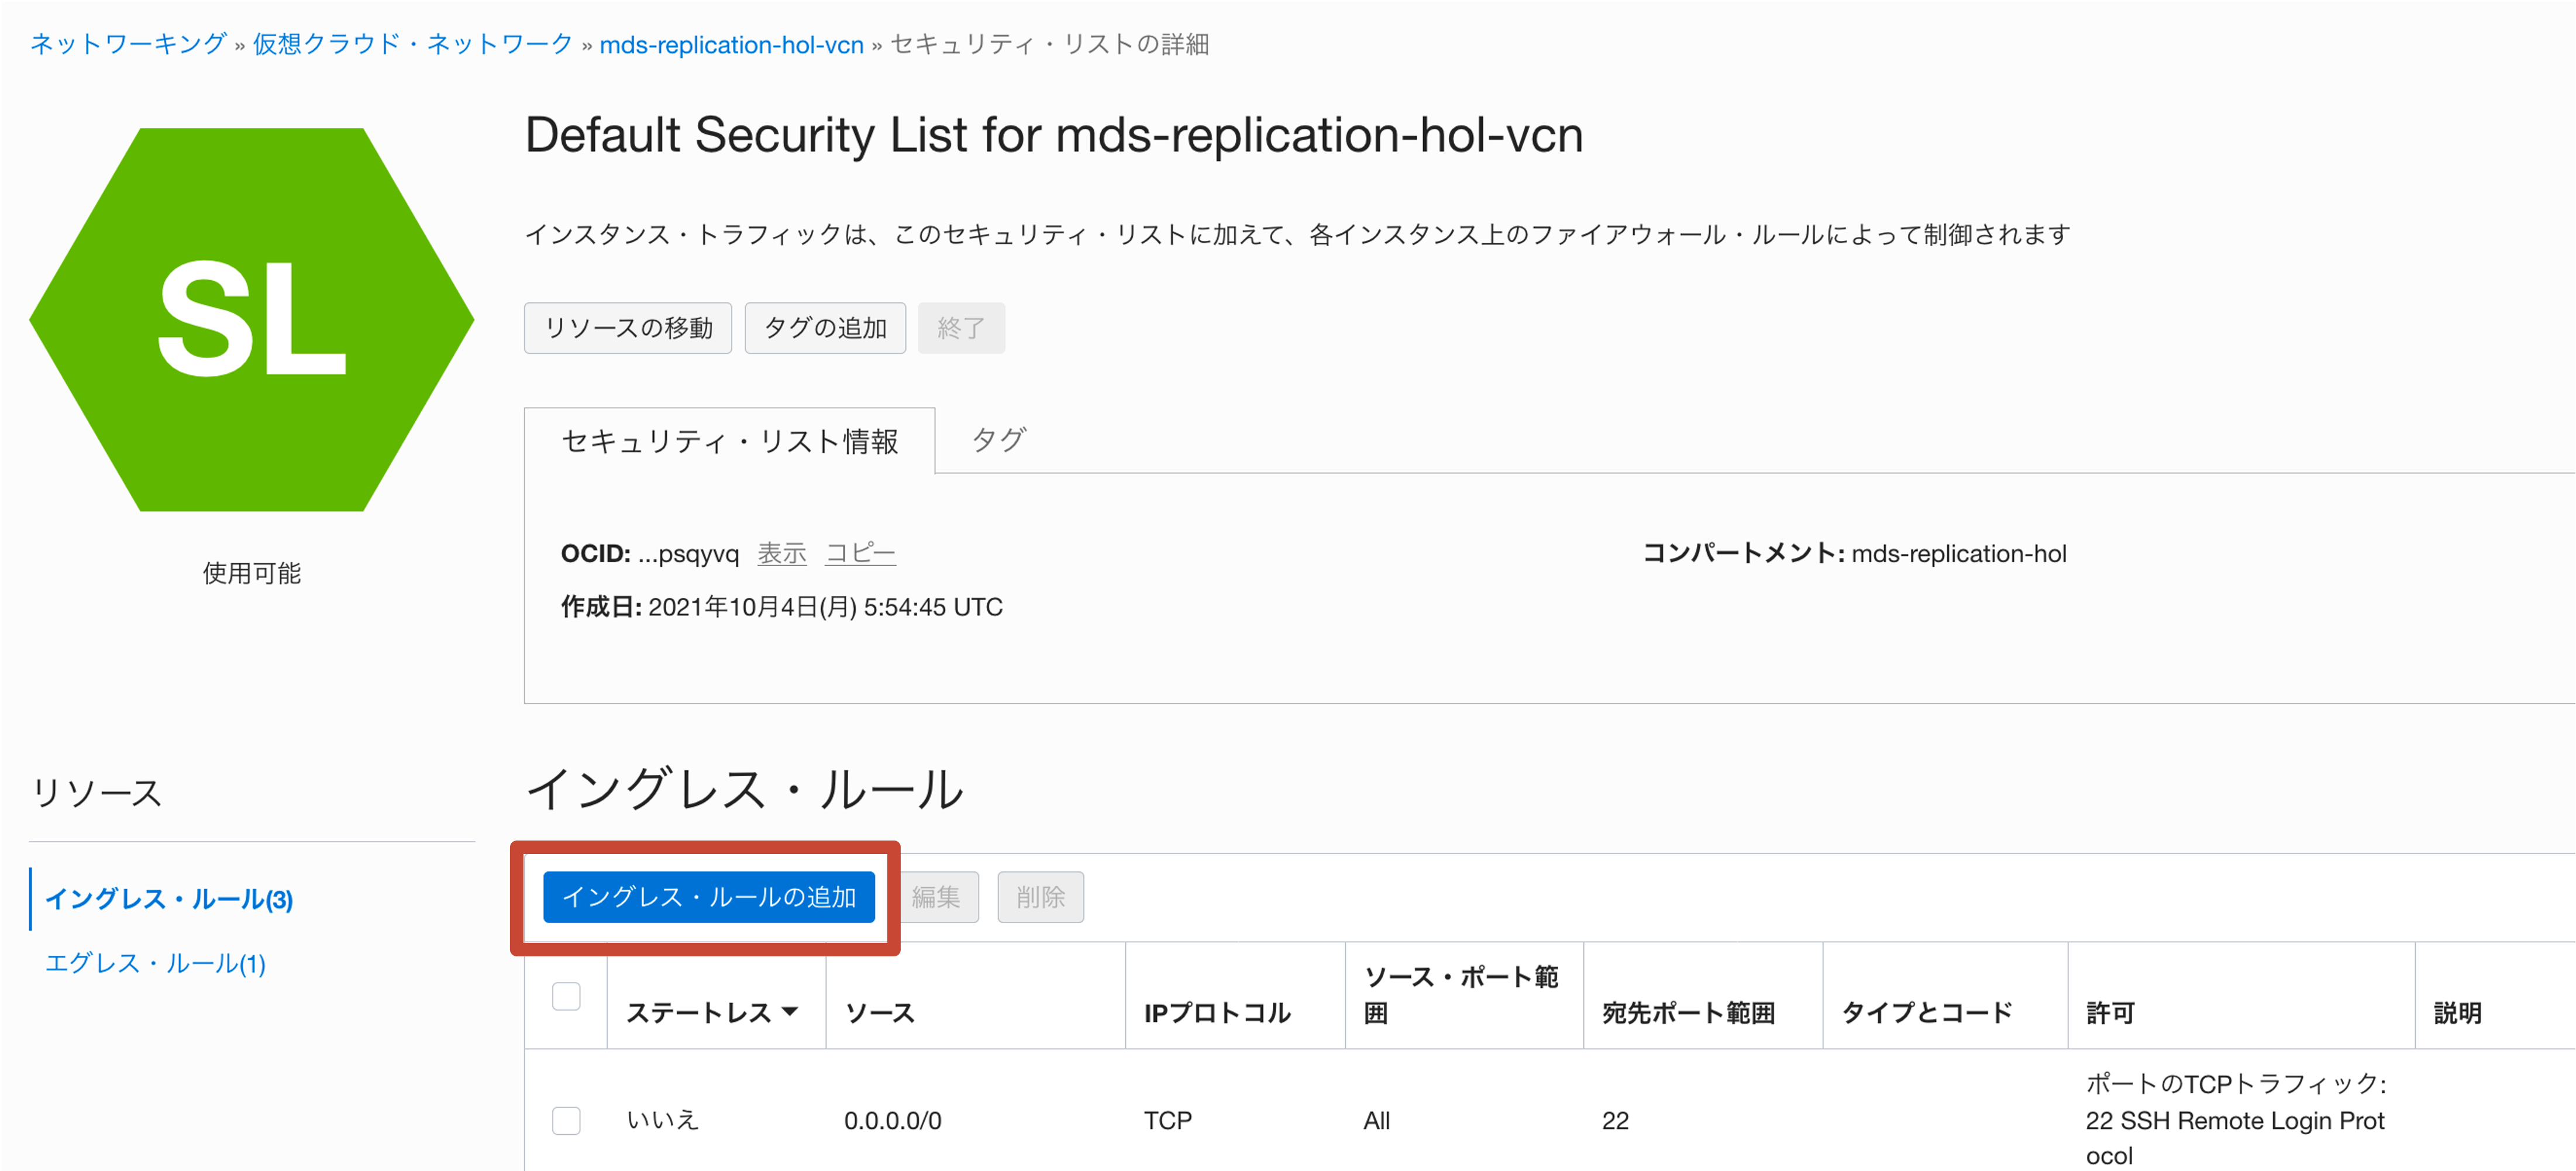 ネットワーキング » 仮想クラウド・ネットワーク » mds-replication-hol-vcn » セキュリティ・リストの詳細
SL
使用可能
Default Security List for mds-replication-hol-vcn
インスタンス・トラフィックは、このセキュリティ・リストに加えて、各インスタンス上のファイアウォール・ルールによって制御されます
リソースの移動 タグの追加 終了
セキュリティ・リスト情報 タグ
OCID: ...psqyvq 表示 コピー コンパートメント: mds-replication-hol
作成日: 2021年10月4日(月) 5:54:45 UTC
リソース
イングレス・ルール(3)
エグレス・ルール(1)
イングレス・ルール
イングレス・ルールの追加 編集 削除
ステートレス ソース IPプロトコル ソース・ポート範
囲 宛先ポート範囲 タイプとコード 許可 説明
いいえ 0.0.0.0/0 TCP All 22 ポートのTCPトラフィック:
22 SSH Remote Login Prot
ocol